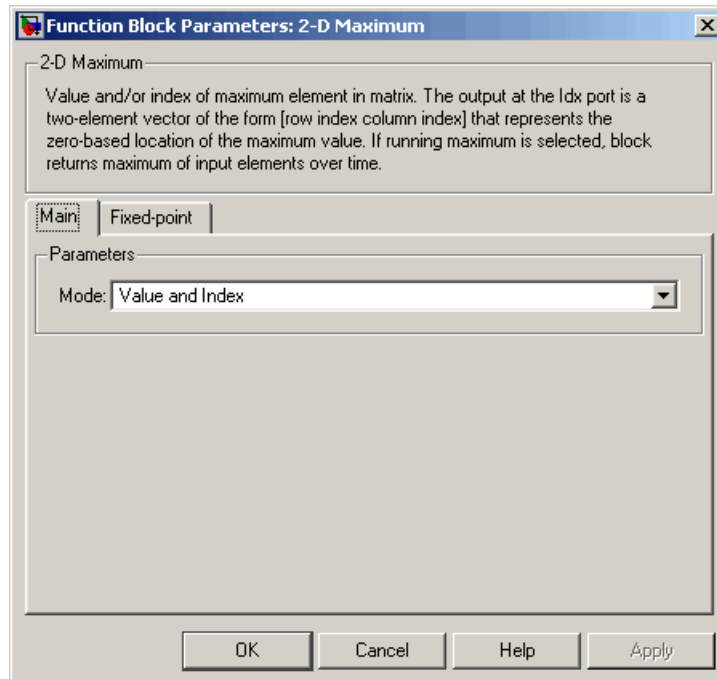 Function Block Parameters: 2-D Maximum
2-D Maximum
Value and/or index of maximum element in matrix. The output at the Idx port is a
two-element vector of the form [row index column index] that represents the
zero-based location of the maximum value. If running maximum is selected, block
returns maximum of input elements over time.
Main Fixed-point
Parameters
Mode: Value and Index
OK Cancel Help Apply